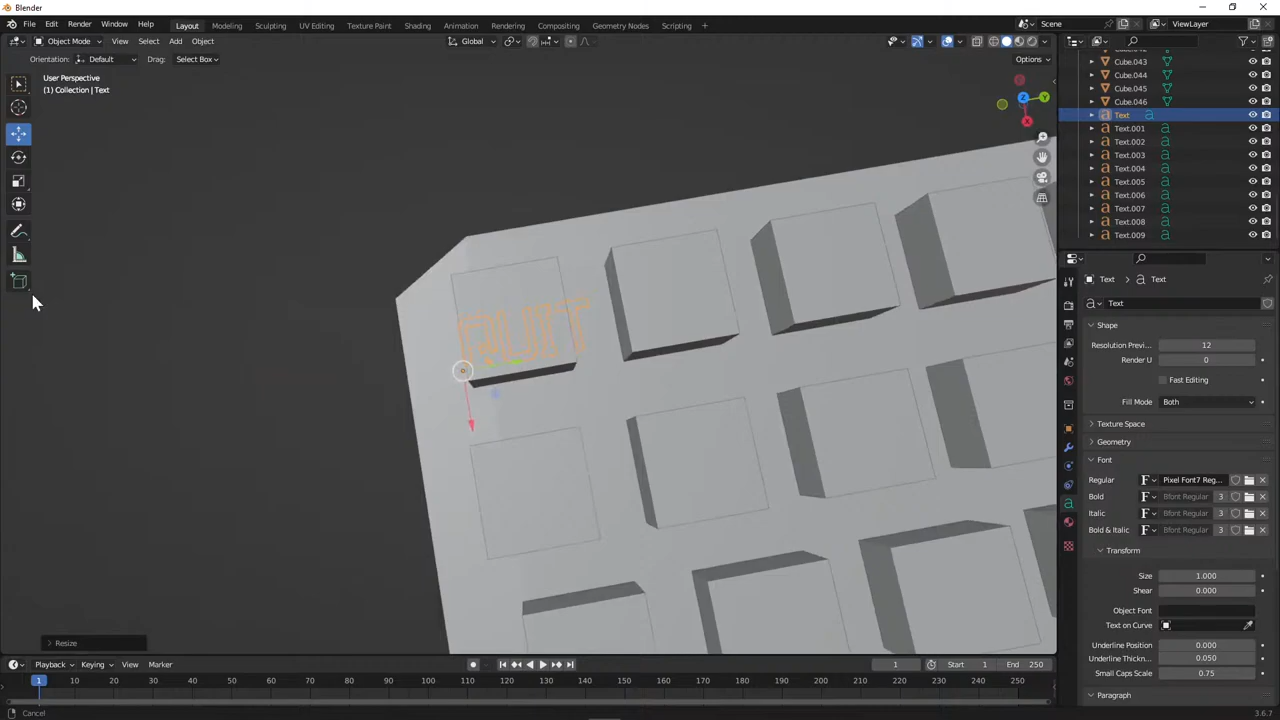 Blender
File Edit Render Window Help
Layout Modeling Sculpting UV Editing Texture Paint Shading Animation Rendering Compositing Geometry Nodes Scripting
Scene ViewLayer
Object Mode View Select Add Object Global
Orientation: Default Drag: Select Box Options
User Perspective
(1) Collection | Text
Z
Y
X
Cube.043
Cube.044
Cube.045
Cube.046
Text
Text.001
Text.002
Text.003
Text.004
Text.005
Text.006
Text.007
Text.008
Text.009
Text Text
Text
Shape
Resolution Previ... 12
Render U 0
Fast Editing
Fill Mode Both
Texture Space
Geometry
Font
Regular Pixel Font7 Reg...
Bold Bfont Regular 3
Italic Bfont Regular 3
Bold & Italic Bfont Regular 3
Transform
Size 1.000
Shear 0.000
Object Font
Text on Curve
Underline Position 0.000
Underline Thickn... 0.050
Small Caps Scale 0.75
Paragraph
Resize
Playback Keying View Marker 1 Start 1 End 250
1 10 20 30 40 50 60 70 80 90 100 110 120 130 140 150 160 170 180 190 200 210 220 230 240 250
Cancel 3.6.7